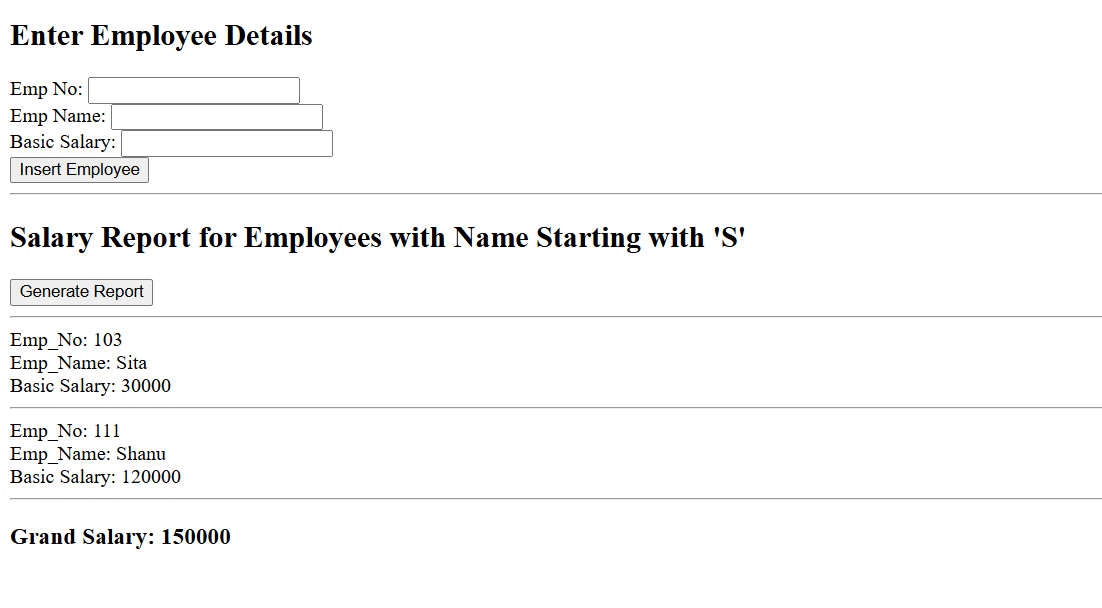 Enter Employee Details
Emp No:
Emp Name:
Basic Salary:
Insert Employee
Salary Report for Employees with Name Starting with 'S'
Generate Report
Emp_No: 103
Emp_Name: Sita
Basic Salary: 30000
Emp_No: 111
Emp_Name: Shanu
Basic Salary: 120000
Grand Salary: 150000